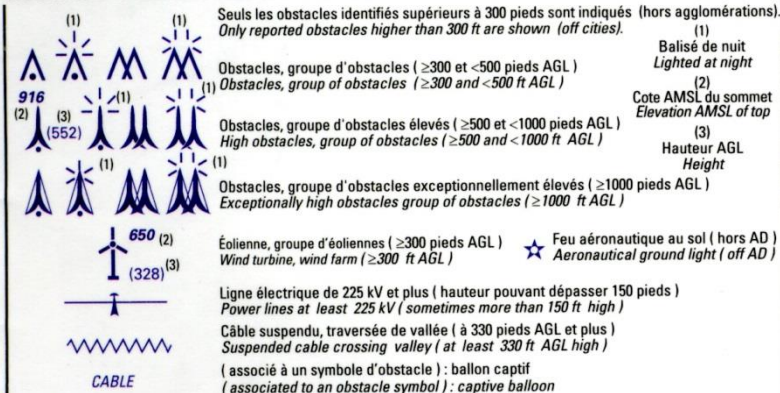 Seuls les obstacles identifiés supérieurs à 300 pieds sont indiqués (hors agglomérations).
Only reported obstacles higher than 300 ft are shown (off cities).
(1) (1)
(1)
Balisé de nuit
Lighted at night
Obstacles, groupe d'obstacles ( ≥300 et <500 pieds AGL )
Obstacles, group of obstacles ( ≥300 and <500 ft AGL )
(2)
Cote AMSL du sommet
Elevation AMSL of top
916
(2) (3) (1) (1)
(552)
Obstacles, groupe d'obstacles élevés ( ≥500 et <1000 pieds AGL )
High obstacles, group of obstacles ( ≥500 and <1000 ft AGL )
(3)
Hauteur AGL
Height
(1) (1)
Obstacles, groupe d'obstacles exceptionnellement élevés ( ≥1000 pieds AGL )
Exceptionally high obstacles group of obstacles ( ≥1000 ft AGL )
650 (2)
(328) (3)
Éolienne, groupe d'éoliennes ( ≥300 pieds AGL )
Wind turbine, wind farm ( ≥300 ft AGL )
Feu aéronautique au sol ( hors AD )
Aeronautical ground light ( off AD )
Ligne électrique de 225 kV et plus ( hauteur pouvant dépasser 150 pieds )
Power lines at least 225 kV ( sometimes more than 150 ft high )
Câble suspendu, traversée de vallée ( à 330 pieds AGL et plus )
Suspended cable crossing valley ( at least 330 ft AGL high )
CABLE
( associé à un symbole d'obstacle ) : ballon captif
( associated to an obstacle symbol ) : captive balloon